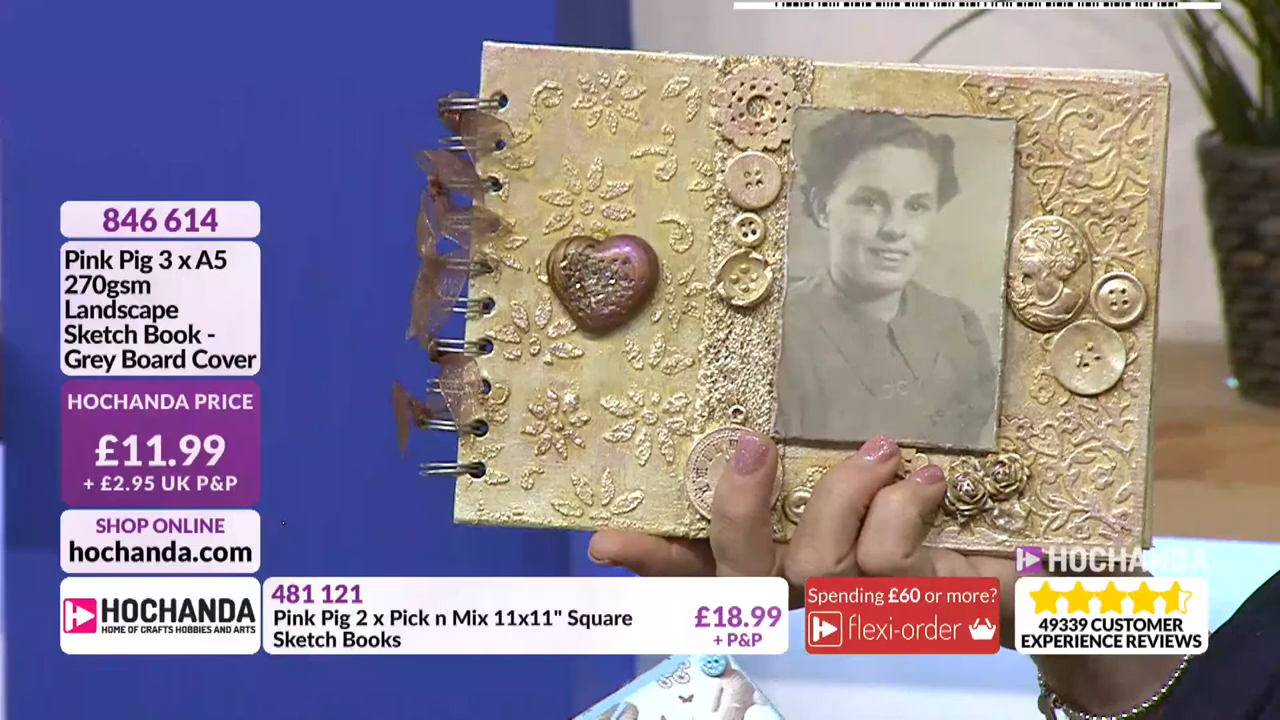 846 614
Pink Pig 3 x A5
270gsm
Landscape
Sketch Book -
Grey Board Cover
HOCHANDA PRICE
£11.99
+ £2.95 UK P&P
SHOP ONLINE
hochanda.com
HOCHANDA
HOME OF CRAFTS HOBBIES AND ARTS
481 121
Pink Pig 2 x Pick n Mix 11x11" Square
Sketch Books
£18.99
+ P&P
Spending £60 or more?
flexi-order
HOCHANDA
49339 CUSTOMER
EXPERIENCE REVIEWS